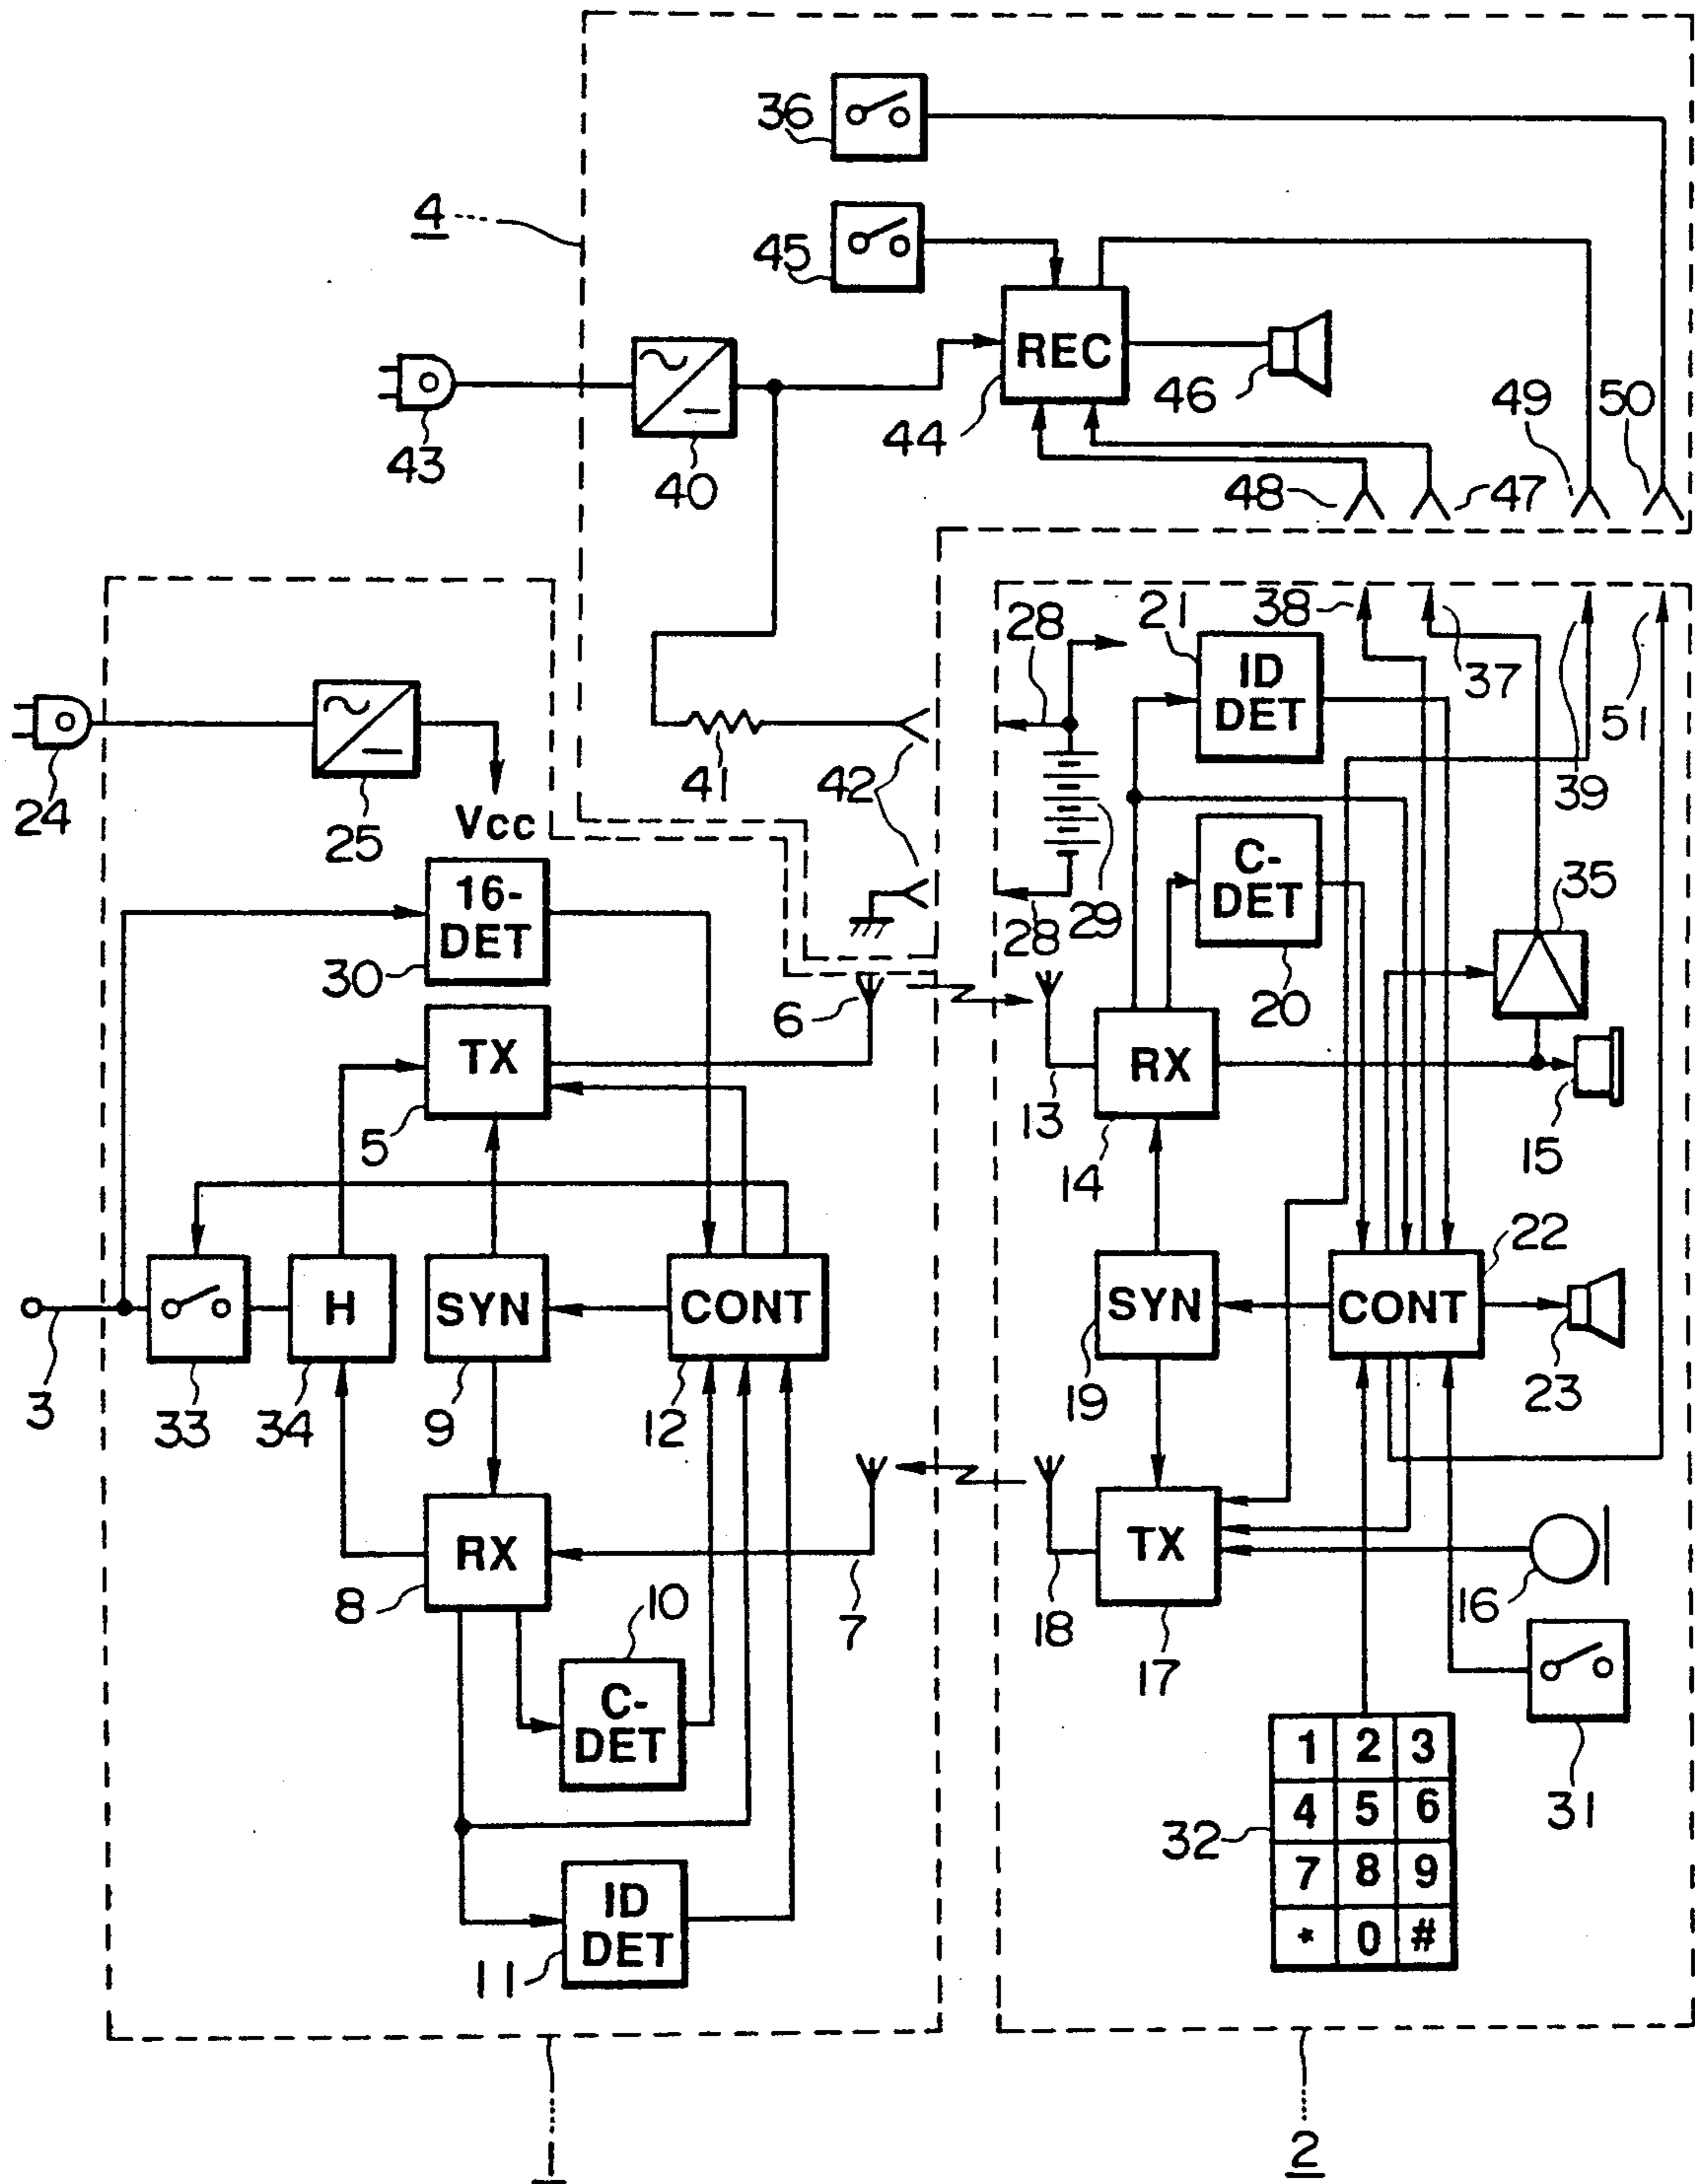 36
4
45
REC
46
49
50
43
40
44
48
47
28
21
38
ID
DET
37
51
24
25
Vcc
41
42
39
C-
DET
35
16-
DET
30
28
29
20
6
TX
5
RX
13
14
15
22
H
SYN
CONT
SYN
CONT
3
33
34
9
12
19
23
RX
8
10
7
TX
18
17
16
C-
DET
31
1 2 3
4 5 6
7 8 9
* 0 #
32
ID
DET
11
1
2